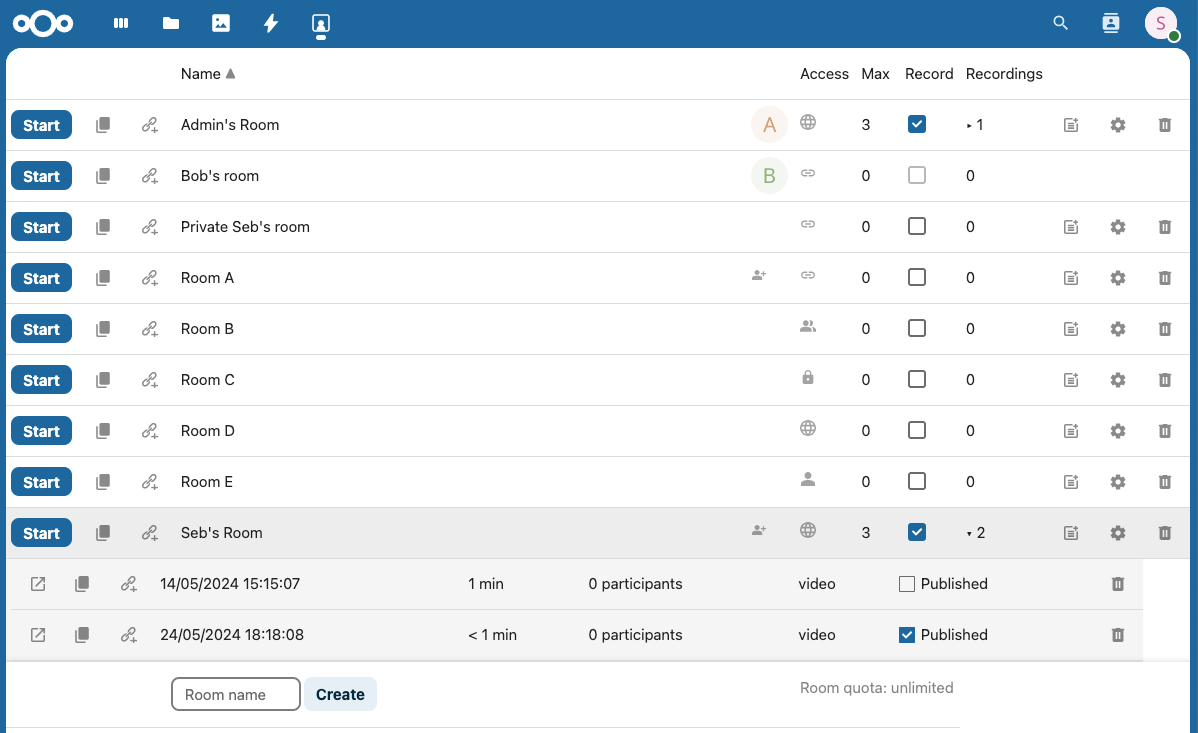 S
Name Access Max Record Recordings
Start Admin's Room A 3 1
Start Bob's room B 0 0
Start Private Seb's room 0 0
Start Room A 0 0
Start Room B 0 0
Start Room C 0 0
Start Room D 0 0
Start Room E 0 0
Start Seb's Room 3 2
14/05/2024 15:15:07 1 min 0 participants video Published
24/05/2024 18:18:08 < 1 min 0 participants video Published
Room name Create Room quota: unlimited